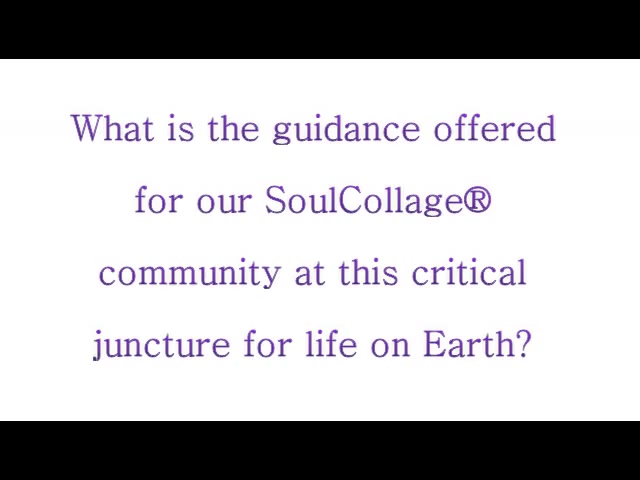 What is the guidance offered
for our SoulCollage®
community at this critical
juncture for life on Earth?